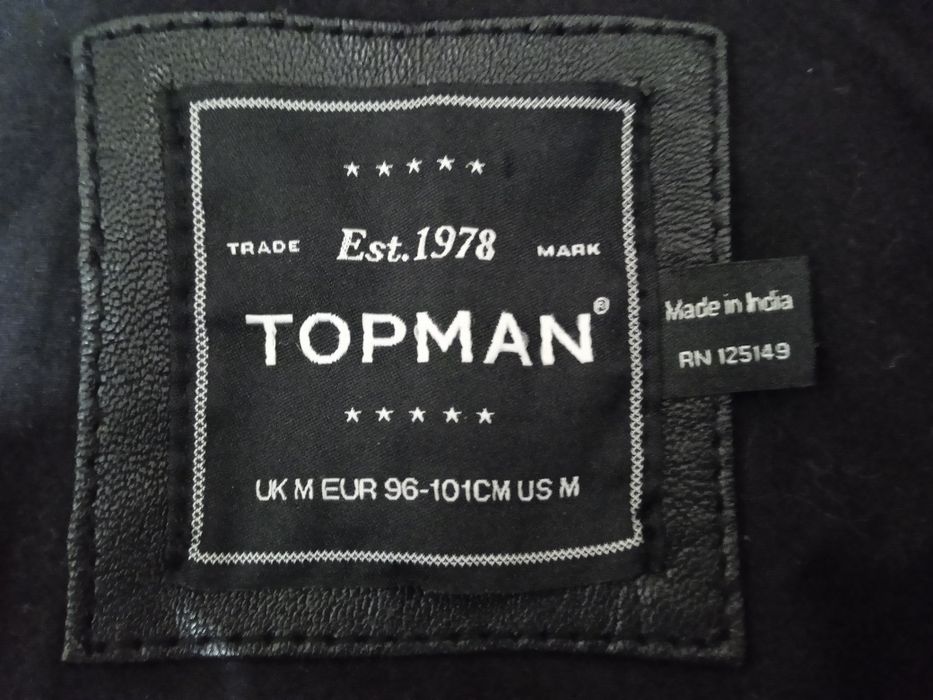 ★ ★ ★ ★ ★
TRADE Est.1978 MARK
TOPMAN®
★ ★ ★ ★ ★
UK M EUR 96-101CM US M
Made in India
RN 125149